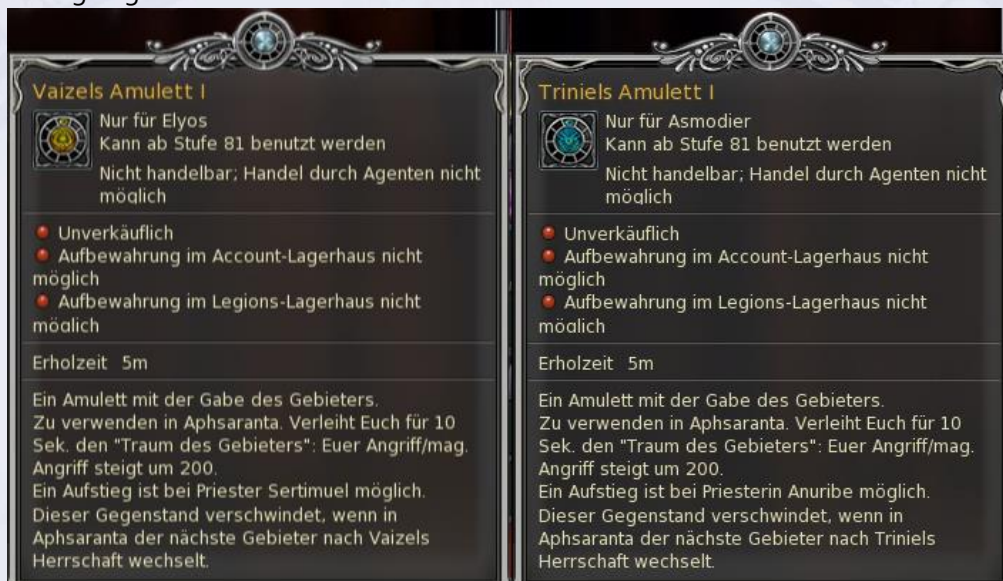 Vaizels Amulett I
Nur für Elyos
Kann ab Stufe 81 benutzt werden
Nicht handelbar; Handel durch Agenten nicht
möglich
Unverkäuflich
Aufbewahrung im Account-Lagerhaus nicht
möglich
Aufbewahrung im Legions-Lagerhaus nicht
möglich
Erholzeit 5m
Ein Amulett mit der Gabe des Gebieters.
Zu verwenden in Aphsaranta. Verleiht Euch für 10
Sek. den "Traum des Gebieters": Euer Angriff/mag.
Angriff steigt um 200.
Ein Aufstieg ist bei Priester Sertimuel möglich.
Dieser Gegenstand verschwindet, wenn in
Aphsaranta der nächste Gebieter nach Vaizels
Herrschaft wechselt.
Triniels Amulett I
Nur für Asmodier
Kann ab Stufe 81 benutzt werden
Nicht handelbar; Handel durch Agenten nicht
möglich
Unverkäuflich
Aufbewahrung im Account-Lagerhaus nicht
möglich
Aufbewahrung im Legions-Lagerhaus nicht
möglich
Erholzeit 5m
Ein Amulett mit der Gabe des Gebieters.
Zu verwenden in Aphsaranta. Verleiht Euch für 10
Sek. den "Traum des Gebieters": Euer Angriff/mag.
Angriff steigt um 200.
Ein Aufstieg ist bei Priesterin Anuribe möglich.
Dieser Gegenstand verschwindet, wenn in
Aphsaranta der nächste Gebieter nach Triniels
Herrschaft wechselt.